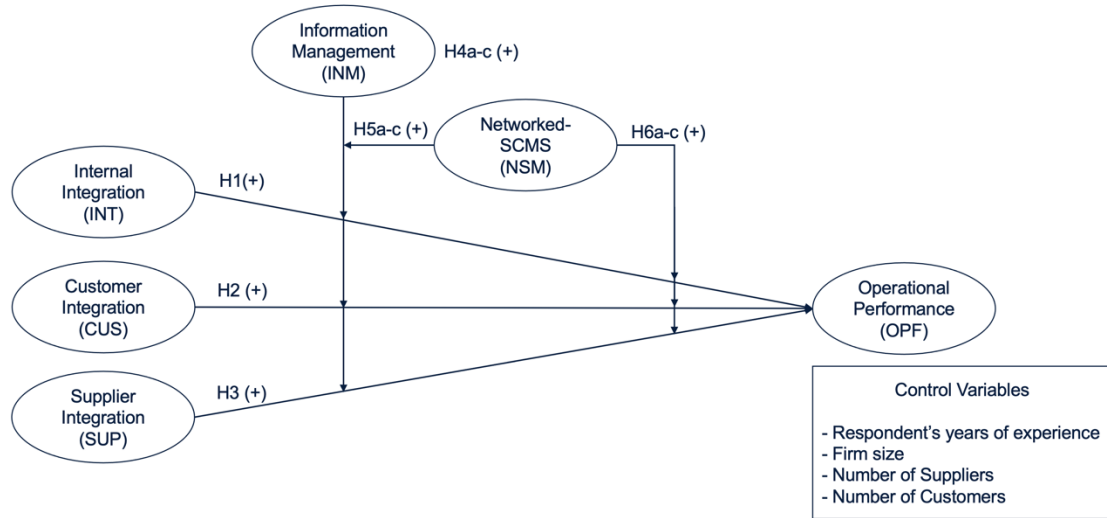 Information
Management
(INM)
H4a-c (+)
H5a-c (+)
Networked-
SCMS
(NSM)
H6a-c (+)
Internal
Integration
(INT)
H1(+)
Customer
Integration
(CUS)
H2 (+)
Operational
Performance
(OPF)
Supplier
Integration
(SUP)
H3 (+)
Control Variables
- Respondent's years of experience
- Firm size
- Number of Suppliers
- Number of Customers